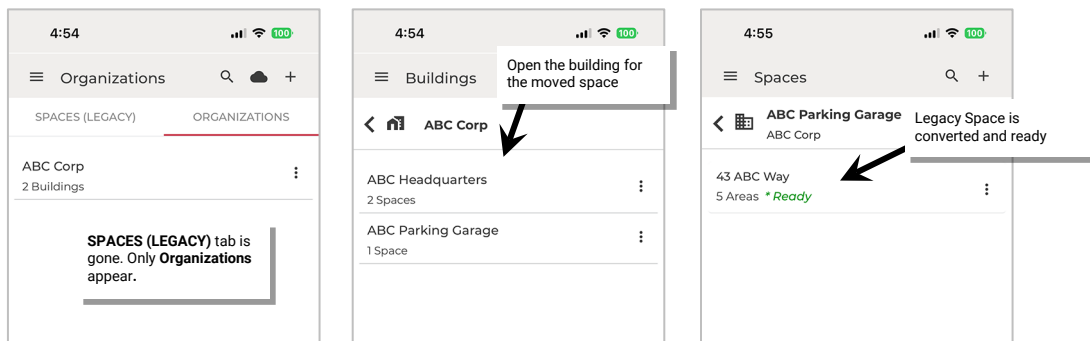 4:54
100
Organizations
SPACES (LEGACY)
ORGANIZATIONS
ABC Corp
2 Buildings
SPACES (LEGACY) tab is
gone. Only Organizations
appear.
4:54
100
Buildings
Open the building for
the moved space
ABC Corp
ABC Headquarters
2 Spaces
ABC Parking Garage
1 Space
4:55
100
Spaces
ABC Parking Garage
ABC Corp
Legacy Space is
converted and ready
43 ABC Way
5 Areas * Ready